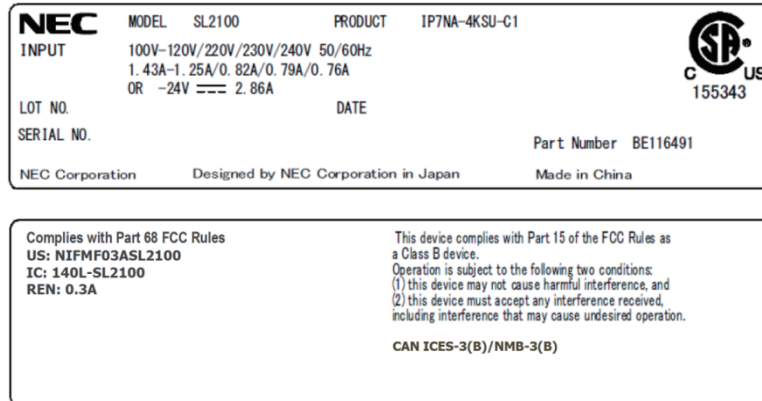 NEC MODEL SL2100 PRODUCT IP7NA-4KSU-C1
INPUT 100V-120V/220V/230V/240V 50/60Hz
1.43A-1.25A/0.82A/0.79A/0.76A
OR -24V 2.86A
LOT NO. DATE
SERIAL NO.
Part Number BE116491
NEC Corporation Designed by NEC Corporation in Japan Made in China
SA
C US
155343
Complies with Part 68 FCC Rules
US: NIFMF03ASL2100
IC: 140L-SL2100
REN: 0.3A
This device complies with Part 15 of the FCC Rules as
a Class B device.
Operation is subject to the following two conditions:
(1) this device may not cause harmful interference, and
(2) this device must accept any interference received,
including interference that may cause undesired operation.
CAN ICES-3(B)/NMB-3(B)